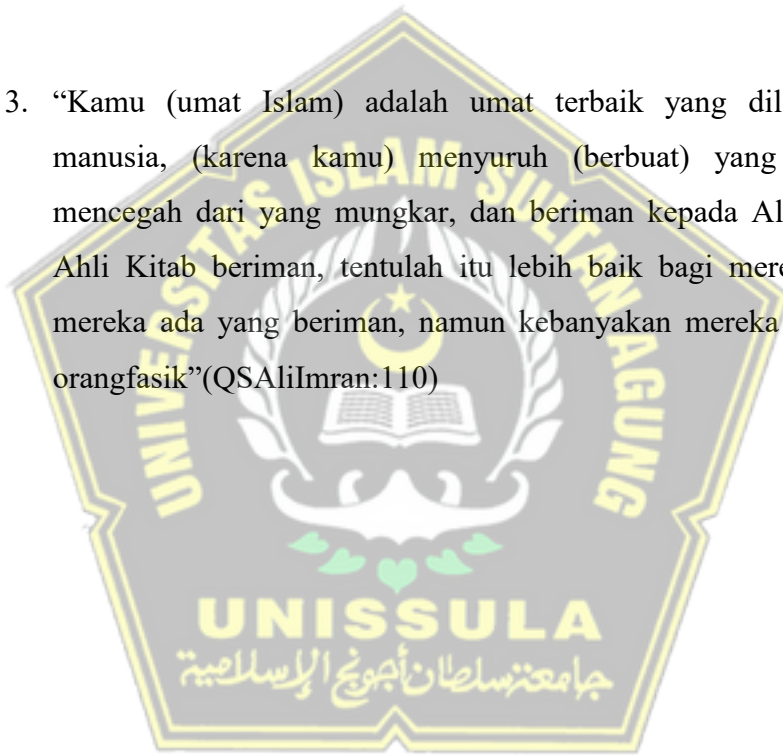 3. “Kamu (umat Islam) adalah umat terbaik yang dil
manusia, (karena kamu) menyuruh (berbuat) yang
mencegah dari yang mungkar, dan beriman kepada Al
Ahli Kitab beriman, tentulah itu lebih baik bagi mere
mereka ada yang beriman, namun kebanyakan mereka
orangfasik”(QSAliImran:110)
UNIVERSITAS ISLAM SULTAN AGUNG
UNISSULA
جامعة سلطان أجونج الإسلامية